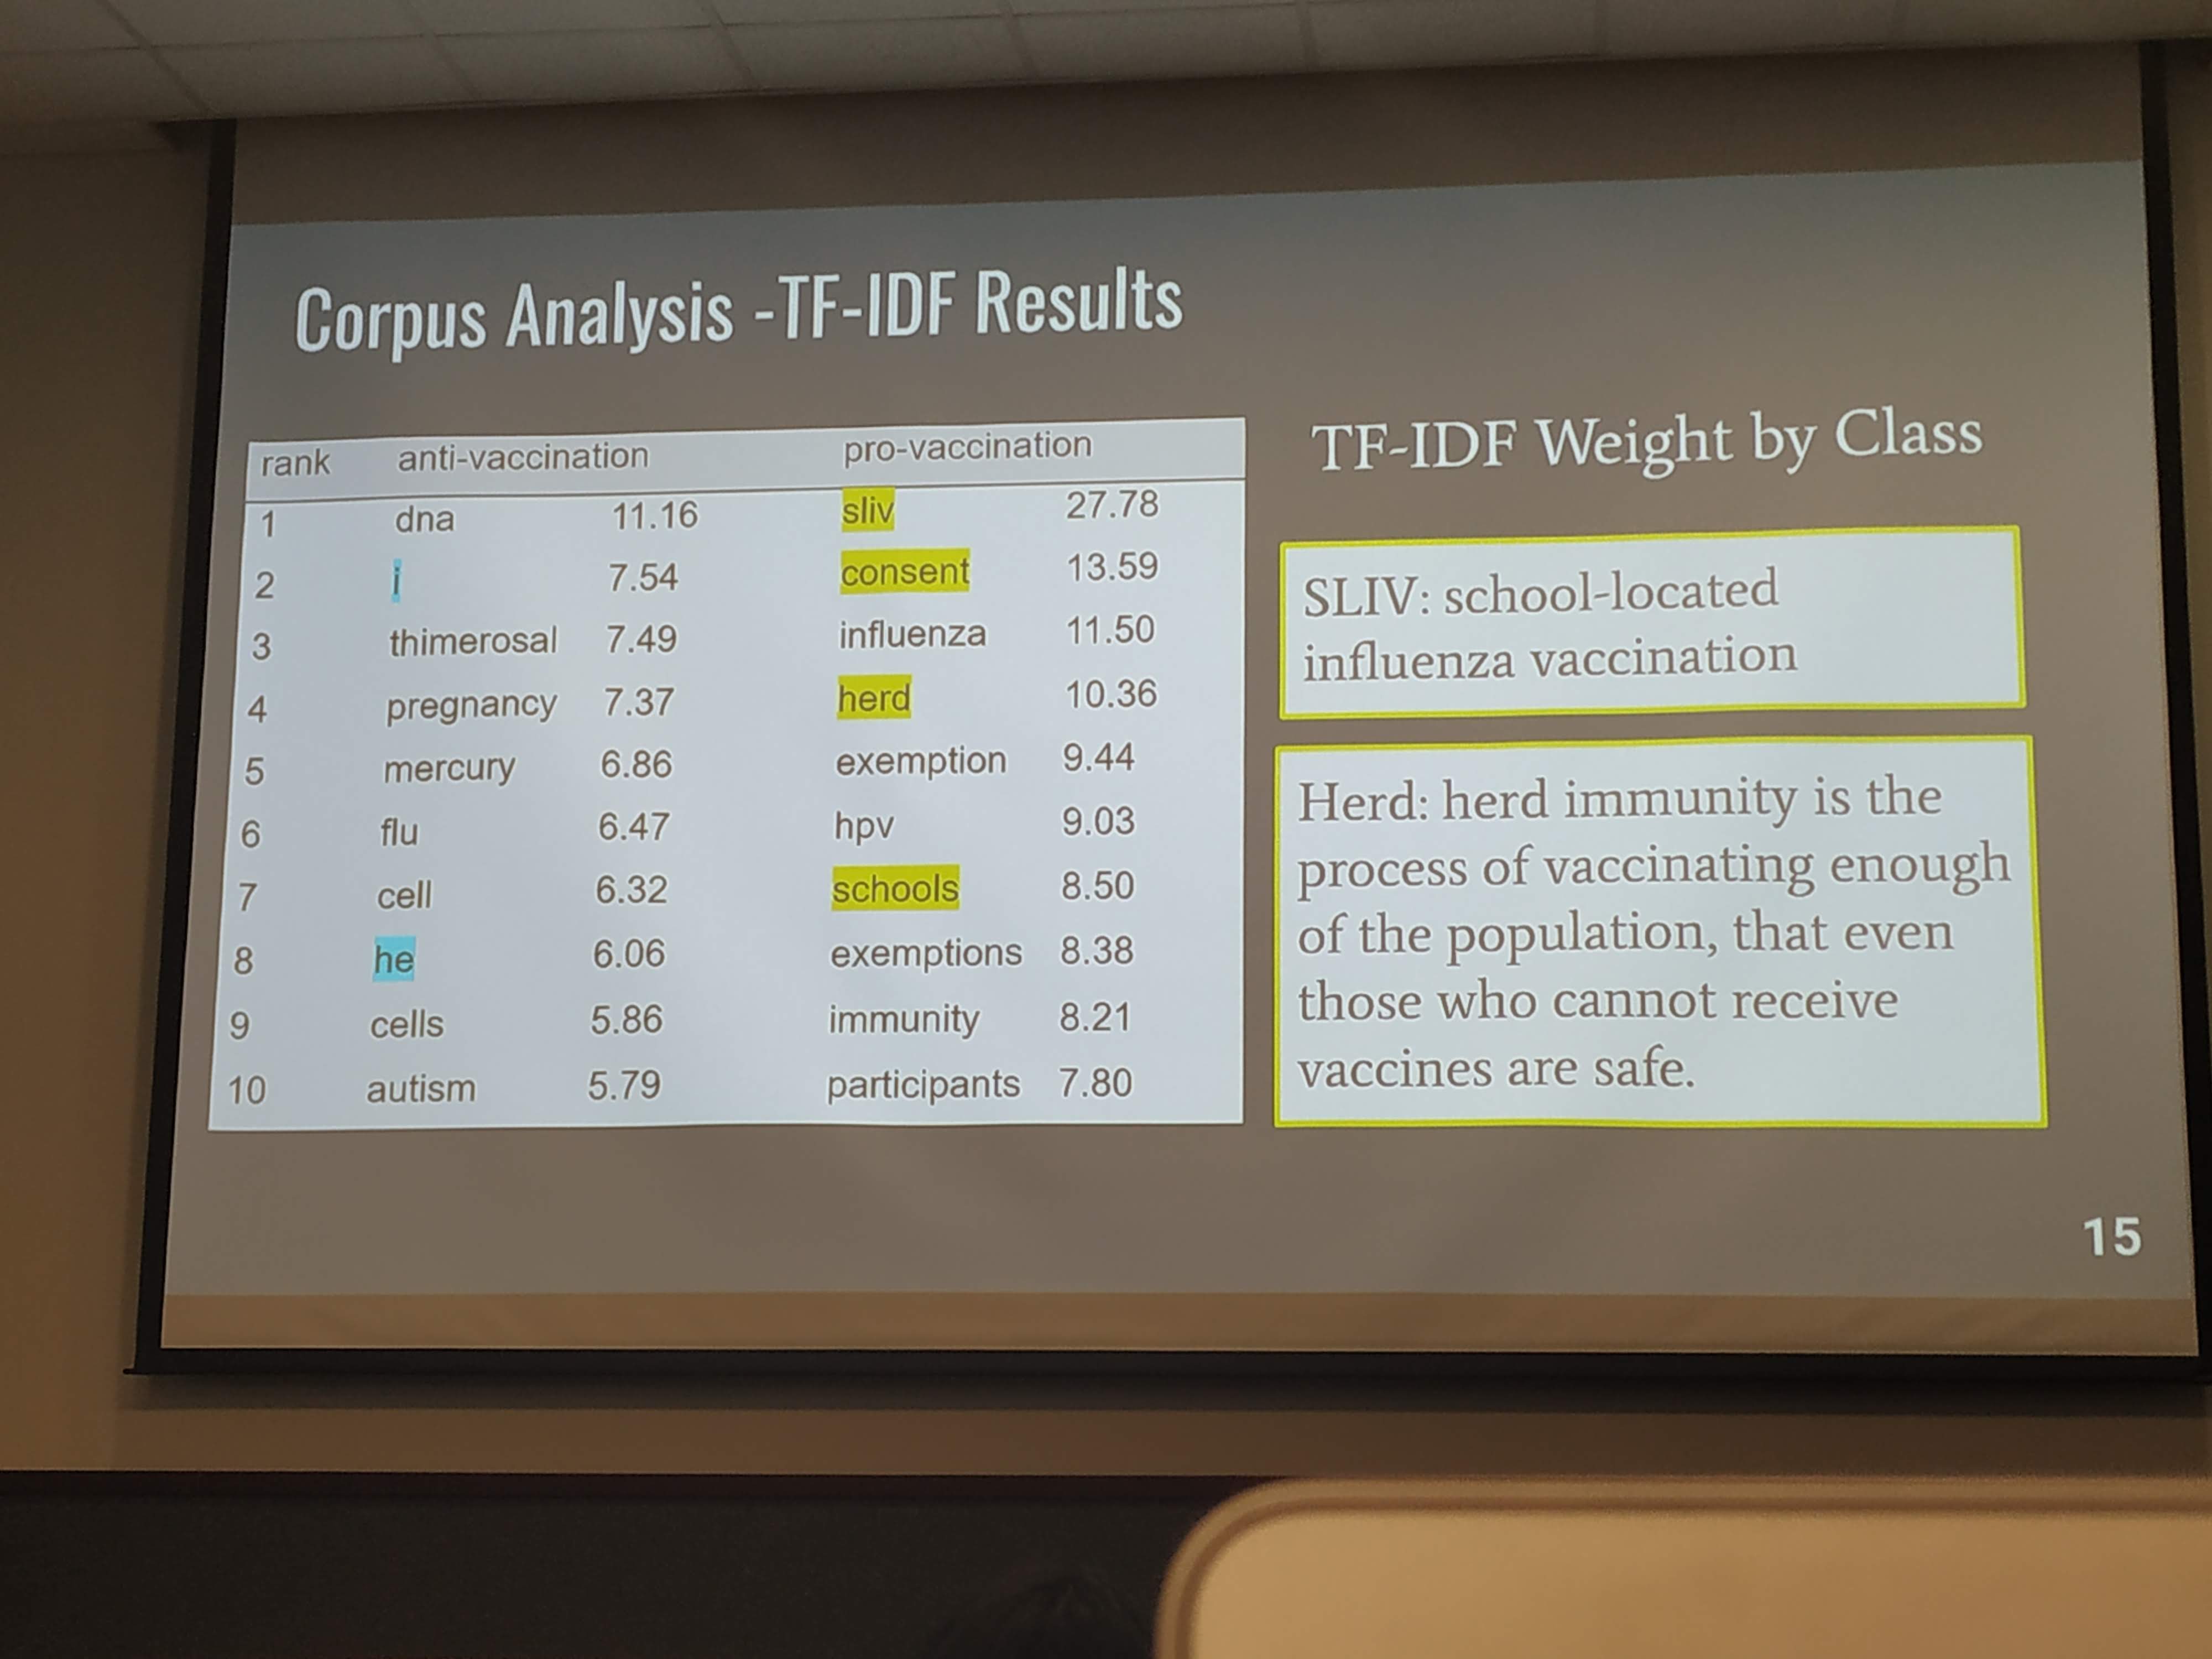 Corpus Analysis -TF-IDF Results
rank anti-vaccination pro-vaccination
1 dna 11.16 sliv 27.78
2 i 7.54 consent 13.59
3 thimerosal 7.49 influenza 11.50
4 pregnancy 7.37 herd 10.36
5 mercury 6.86 exemption 9.44
6 flu 6.47 hpv 9.03
7 cell 6.32 schools 8.50
8 he 6.06 exemptions 8.38
9 cells 5.86 immunity 8.21
10 autism 5.79 participants 7.80
TF-IDF Weight by Class
SLIV: school-located
influenza vaccination
Herd: herd immunity is the
process of vaccinating enough
of the population, that even
those who cannot receive
vaccines are safe.
15